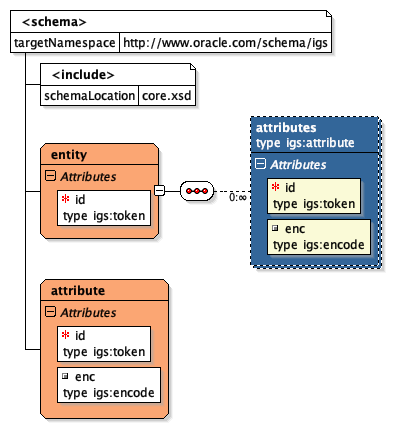 <schema>
targetNamespace http://www.oracle.com/schema/igs
<include>
schemaLocation core.xsd
entity
Attributes
id
type igs:token
0:∞
attributes
type igs:attribute
Attributes
id
type igs:token
enc
type igs:encode
attribute
Attributes
id
type igs:token
enc
type igs:encode